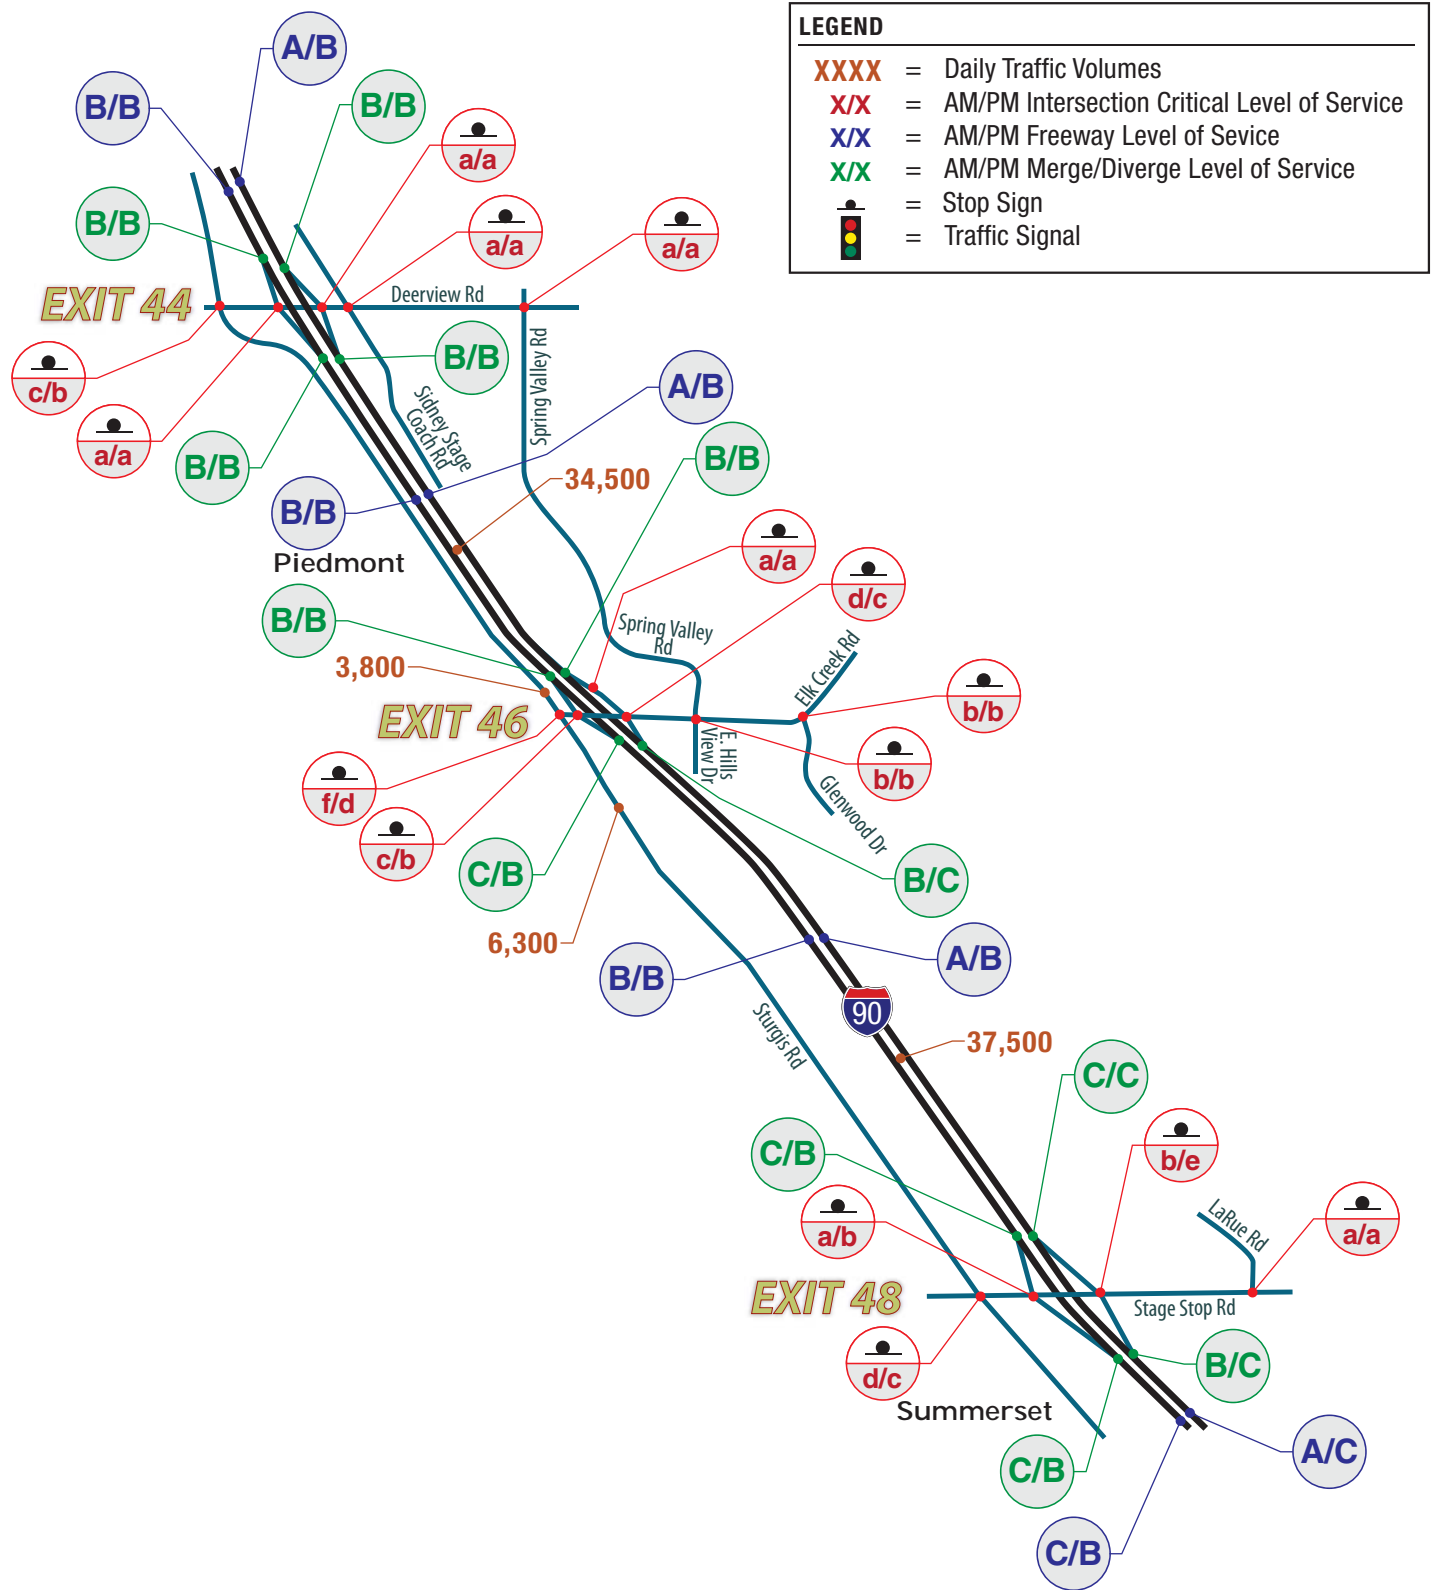 LEGEND
XXXX = Daily Traffic Volumes
X/X = AM/PM Intersection Critical Level of Service
X/X = AM/PM Freeway Level of Sevice
X/X = AM/PM Merge/Diverge Level of Service
= Stop Sign
= Traffic Signal
A/B
B/B
B/B
a/a
B/B
a/a
a/a
EXIT 44
Deerview Rd
Spring Valley Rd
B/B
c/b
A/B
Sidney Stage
Coach Rd
a/a
B/B
B/B
34,500
B/B
Piedmont
a/a
d/c
B/B
Spring Valley
Rd
3,800
Elk Creek Rd
b/b
EXIT 46
E. Hills
View Dr
b/b
f/d
Glenwood Dr
c/b
C/B
B/C
6,300
B/B
A/B
90
Sturgis Rd
37,500
C/C
C/B
b/e
a/b
LaRue Rd
a/a
EXIT 48
Stage Stop Rd
d/c
B/C
Summerset
A/C
C/B
C/B